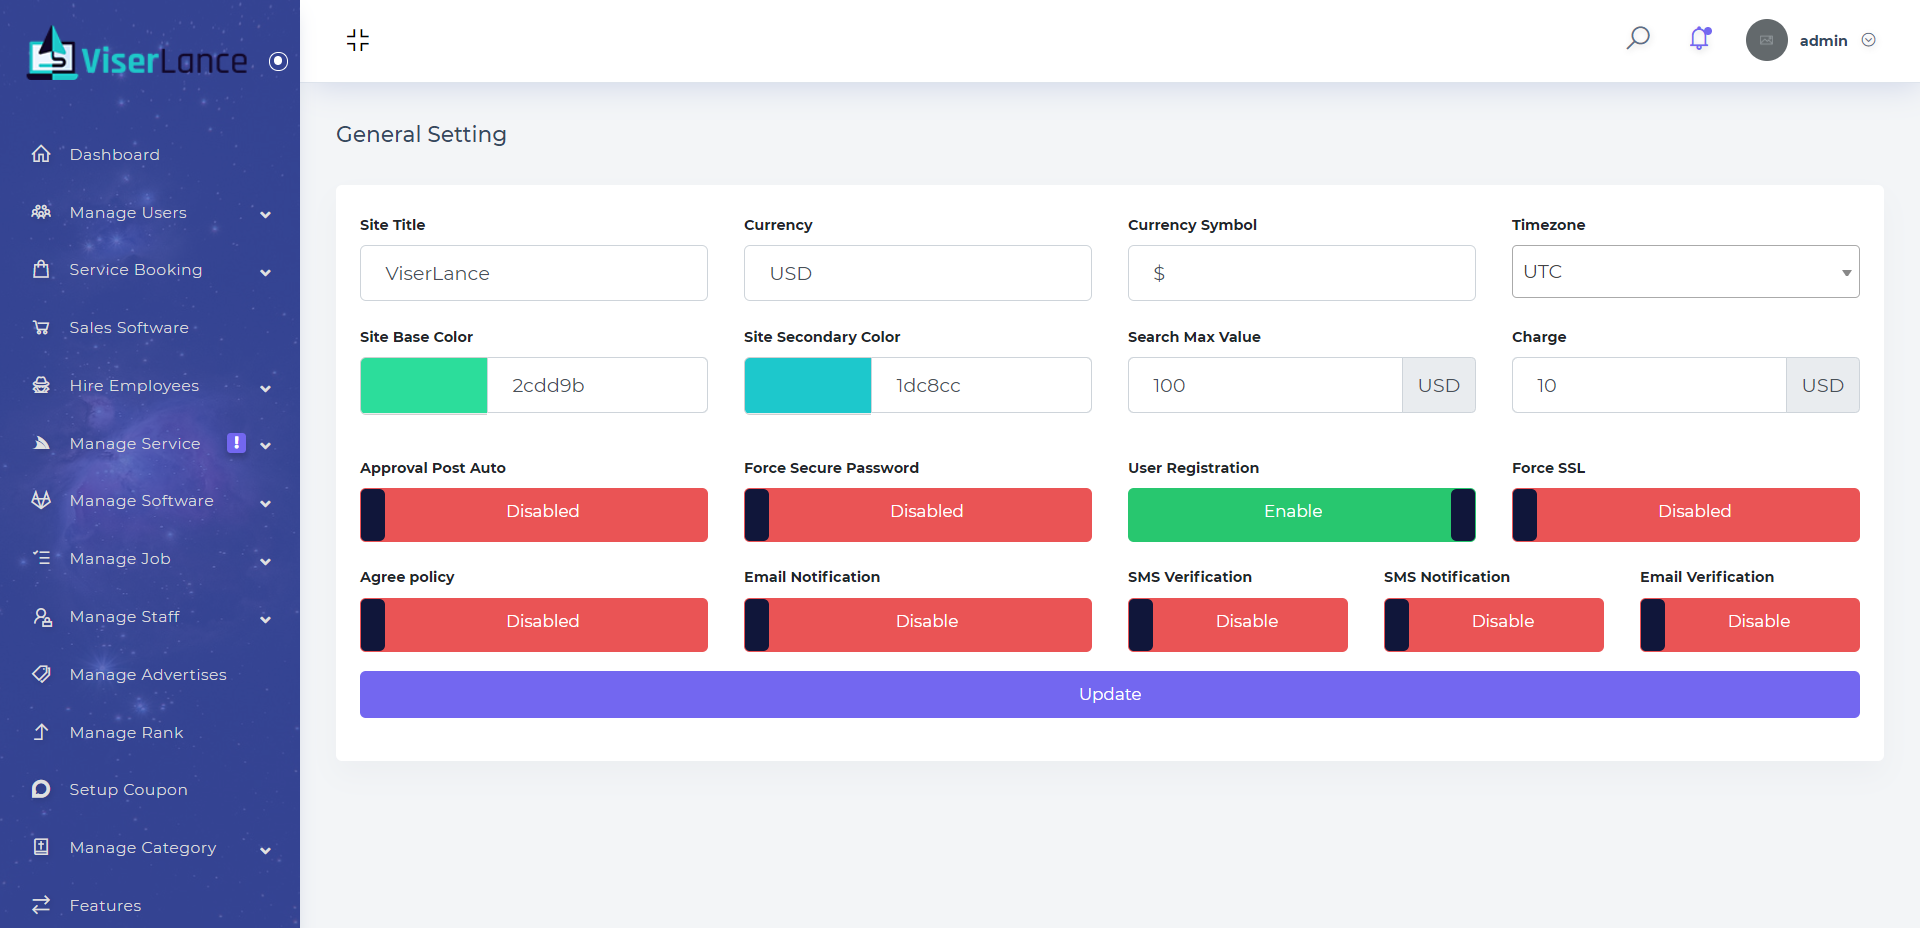 ViserLance
admin
Dashboard
Manage Users
Service Booking
Sales Software
Hire Employees
Manage Service !
Manage Software
Manage Job
Manage Staff
Manage Advertises
Manage Rank
Setup Coupon
Manage Category
Features
General Setting
Site Title Currency Currency Symbol Timezone
ViserLance USD $ UTC
Site Base Color Site Secondary Color Search Max Value Charge
2cdd9b 1dc8cc 100 USD 10 USD
Approval Post Auto Force Secure Password User Registration Force SSL
Disabled Disabled Enable Disabled
Agree policy Email Notification SMS Verification SMS Notification Email Verification
Disabled Disable Disable Disable Disable
Update